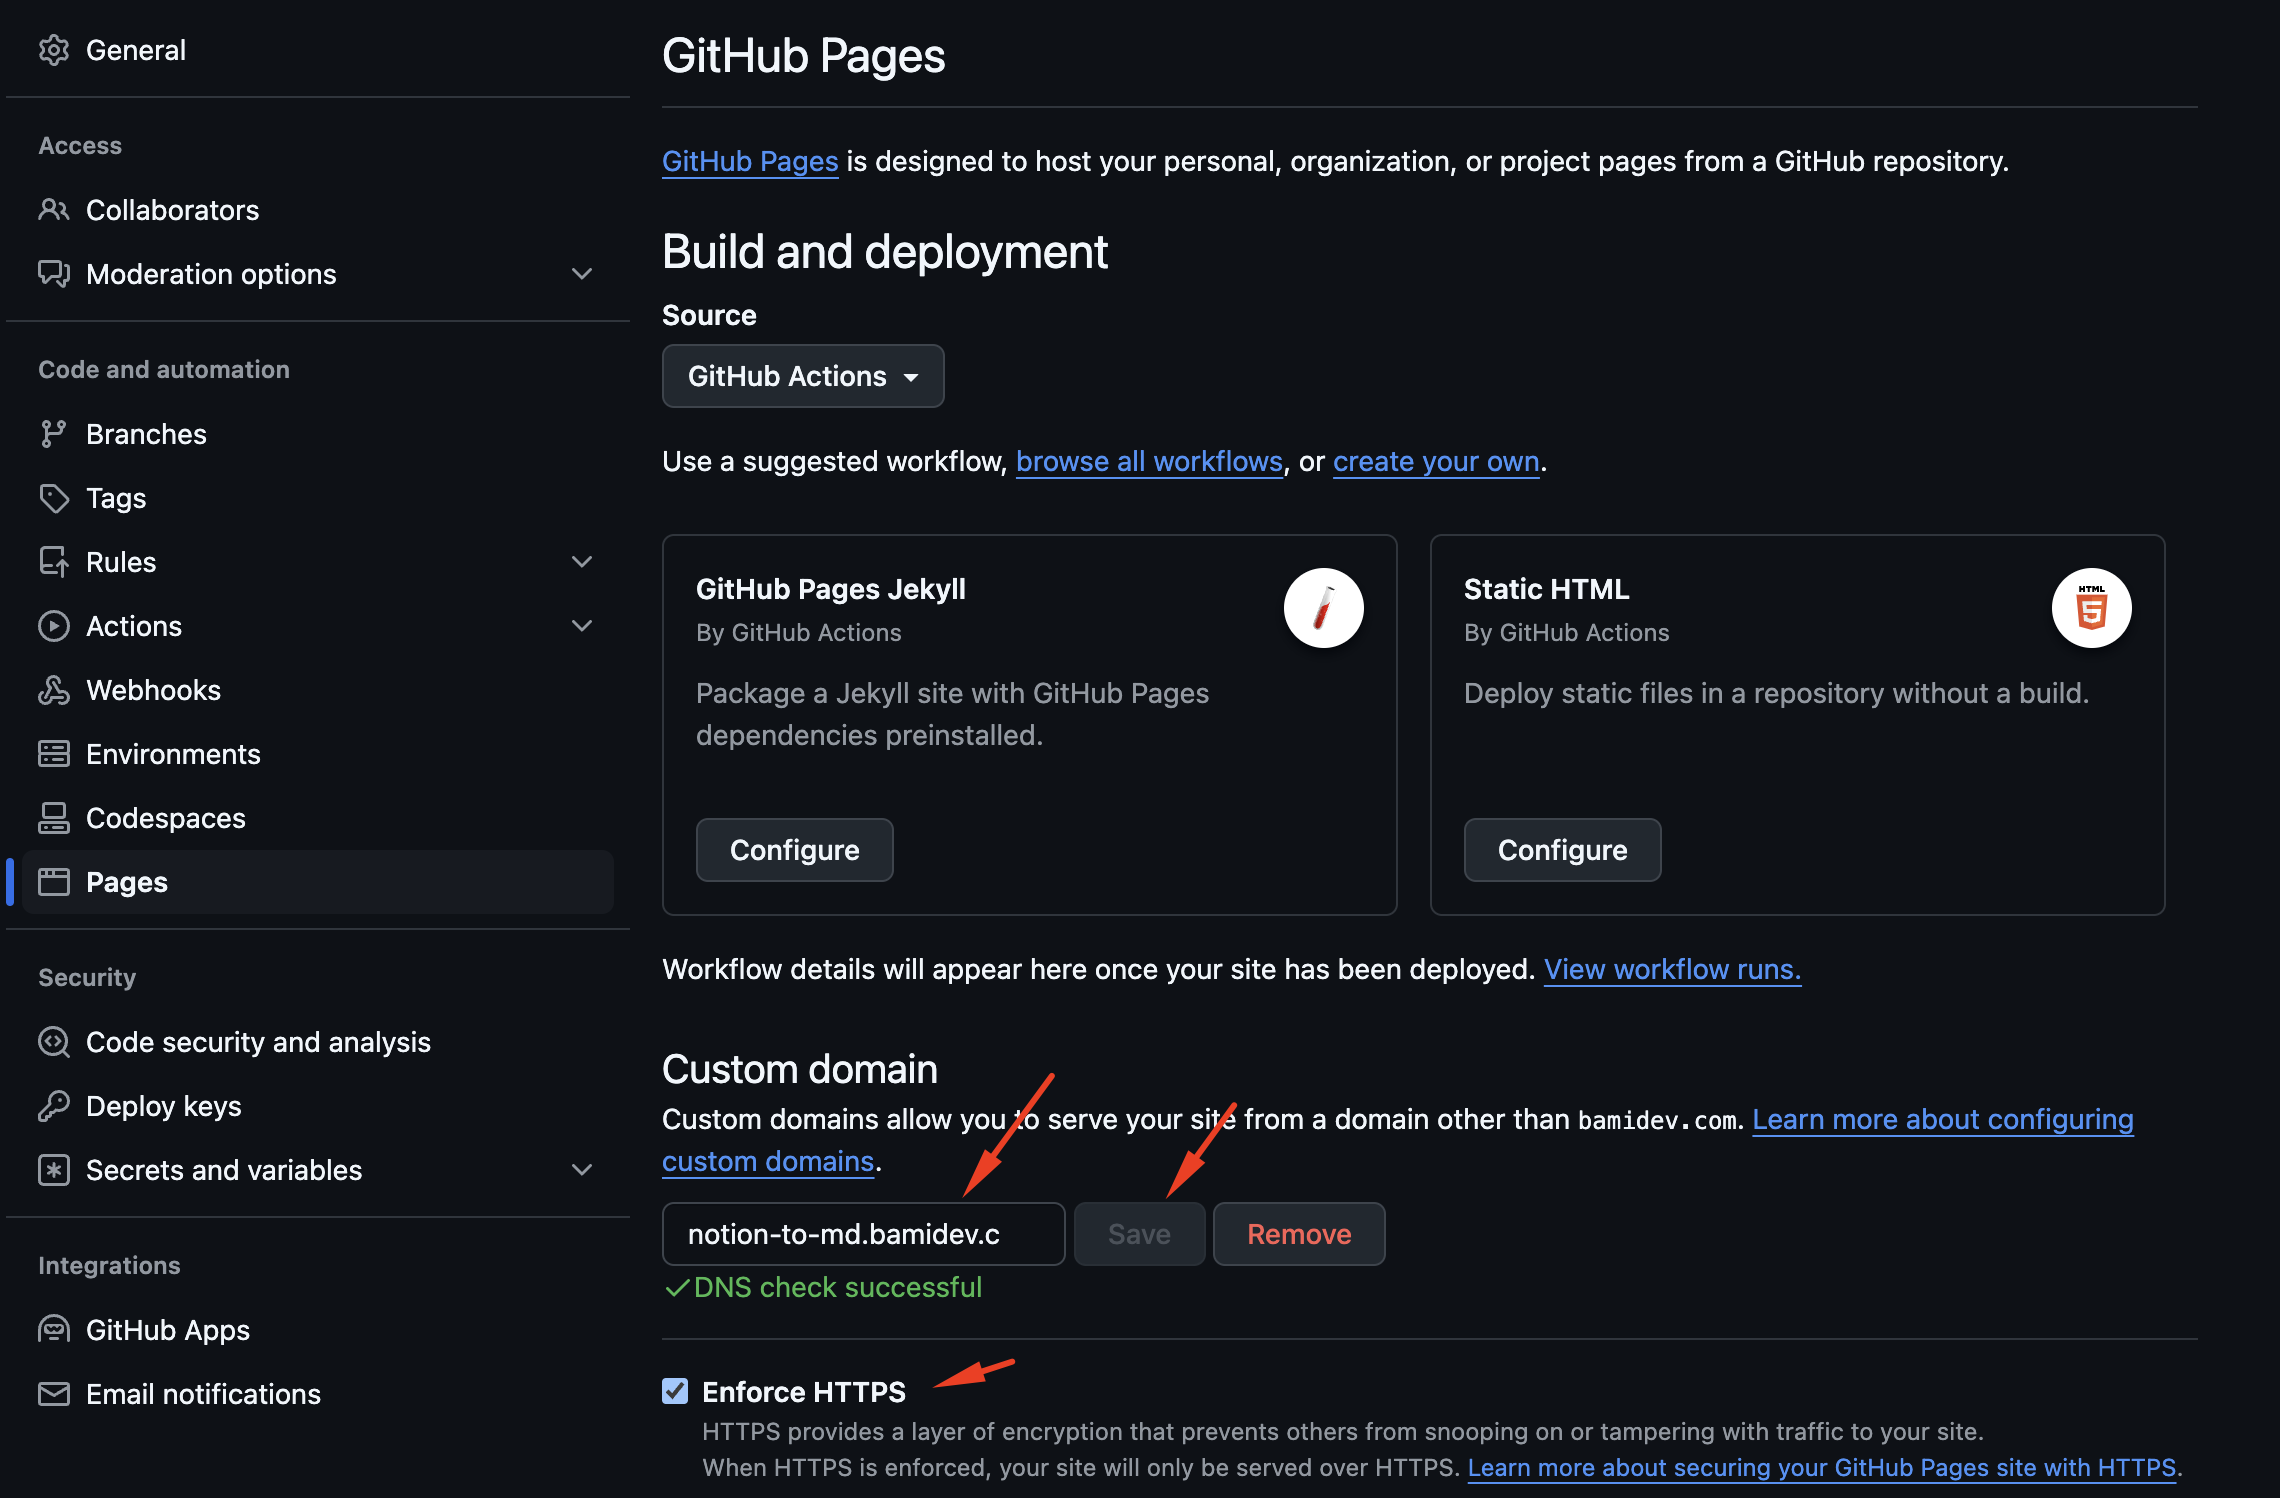 General
Access
Collaborators
Moderation options
Code and automation
Branches
Tags
Rules
Actions
Webhooks
Environments
Codespaces
Pages
Security
Code security and analysis
Deploy keys
Secrets and variables
Integrations
GitHub Apps
Email notifications
GitHub Pages
GitHub Pages is designed to host your personal, organization, or project pages from a GitHub repository.
Build and deployment
Source
GitHub Actions
Use a suggested workflow, browse all workflows, or create your own.
GitHub Pages Jekyll
By GitHub Actions
Package a Jekyll site with GitHub Pages
dependencies preinstalled.
Configure
Static HTML
By GitHub Actions
Deploy static files in a repository without a build.
Configure
HTML
5
Workflow details will appear here once your site has been deployed. View workflow runs.
Custom domain
Custom domains allow you to serve your site from a domain other than bamidev.com. Learn more about configuring
custom domains.
notion-to-md.bamidev.c
Save
Remove
DNS check successful
Enforce HTTPS
HTTPS provides a layer of encryption that prevents others from snooping on or tampering with traffic to your site.
When HTTPS is enforced, your site will only be served over HTTPS. Learn more about securing your GitHub Pages site with HTTPS.